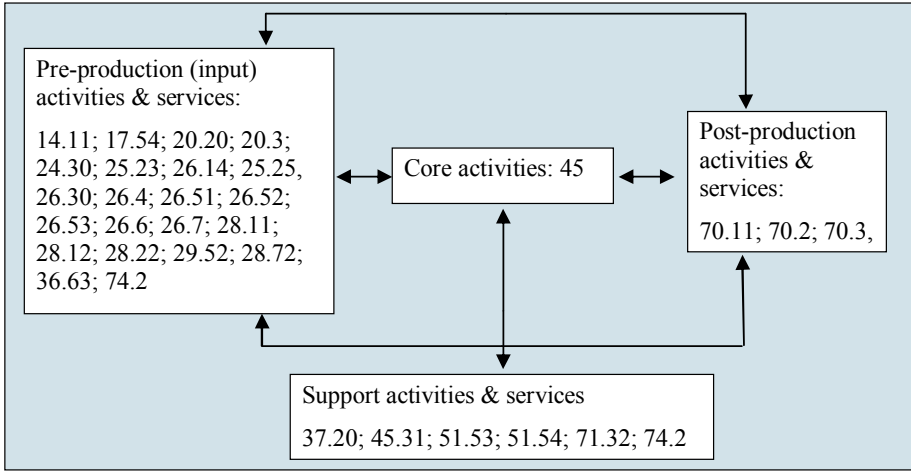 Pre-production (input)
activities & services:
14.11; 17.54; 20.20; 20.3;
24.30; 25.23; 26.14; 25.25,
26.30; 26.4; 26.51; 26.52;
26.53; 26.6; 26.7; 28.11;
28.12; 28.22; 29.52; 28.72;
36.63; 74.2
Core activities: 45
Post-production
activities &
services:
70.11; 70.2; 70.3,
Support activities & services
37.20; 45.31; 51.53; 51.54; 71.32; 74.2